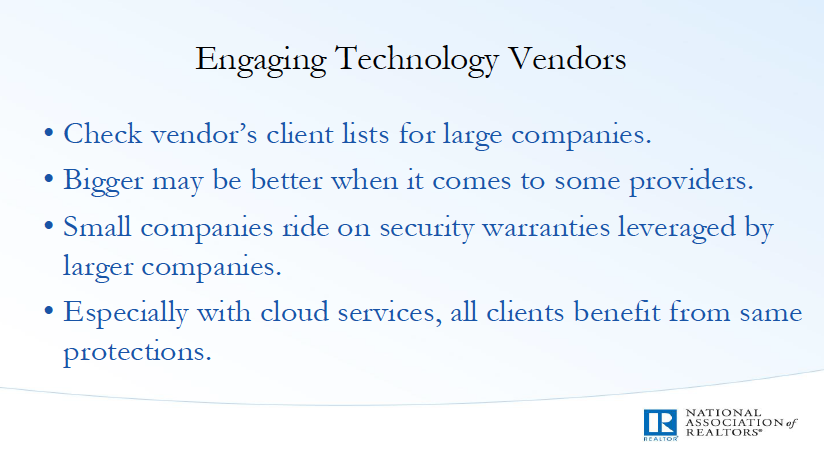 Engaging Technology Vendors
• Check vendor's client lists for large companies.
• Bigger may be better when it comes to some providers.
• Small companies ride on security warranties leveraged by
larger companies.
• Especially with cloud services, all clients benefit from same
protections.
REALTOR®
NATIONAL
ASSOCIATION of
REALTORS®